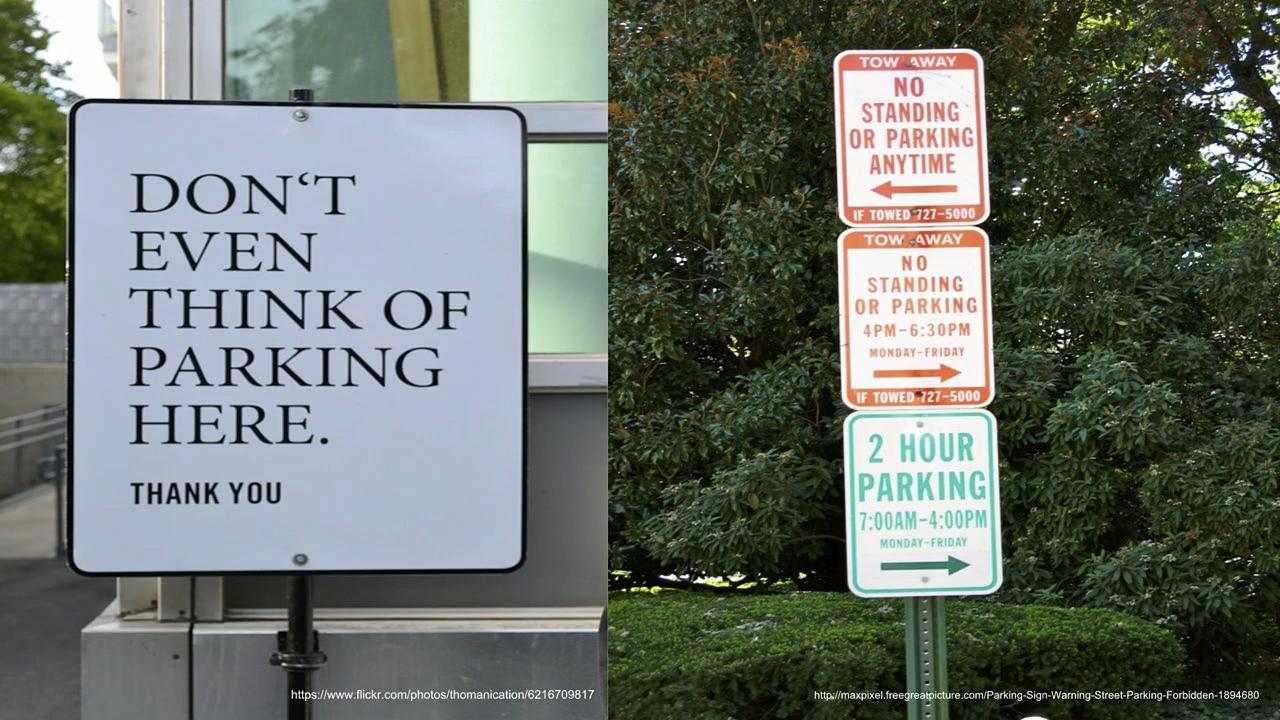 DON‘T
EVEN
THINK OF
PARKING
HERE.
THANK YOU
https://www.flickr.com/photos/thomanication/6216709817
TOW AWAY
NO
STANDING
OR PARKING
ANYTIME
IF TOWED 727-5000
TOW AWAY
NO
STANDING
OR PARKING
4PM-6:30PM
MONDAY-FRIDAY
IF TOWED 727-5000
2 HOUR
PARKING
7:00AM-4:00PM
MONDAY-FRIDAY
http://maxpixel.freegreatpicture.com/Parking-Sign-Warning-Street-Parking-Forbidden-1894680